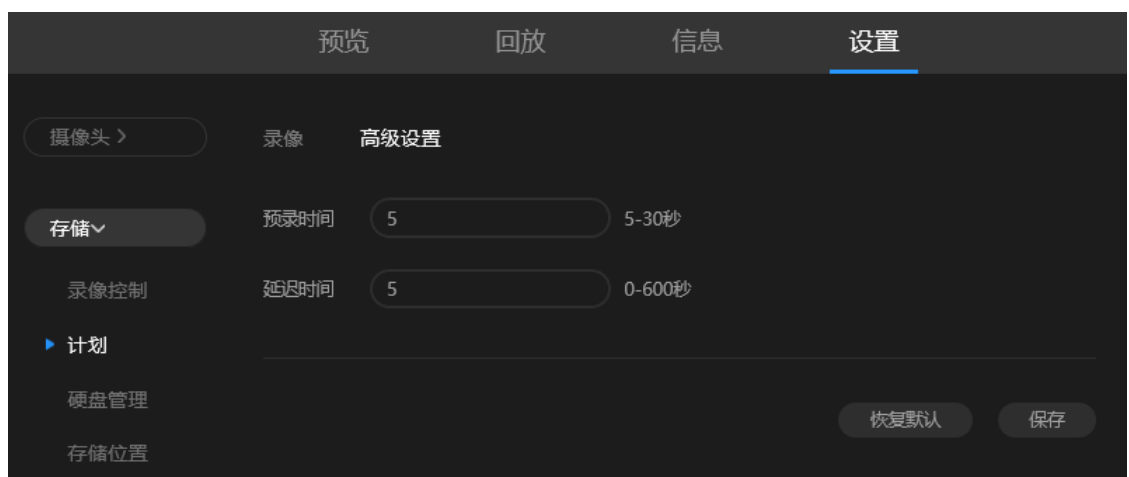 预览 回放 信息 设置
摄像头 >
录像 高级设置
预录时间 5 5-30秒
存储
录像控制
延迟时间 5 0-600秒
计划
硬盘管理
恢复默认 保存
存储位置